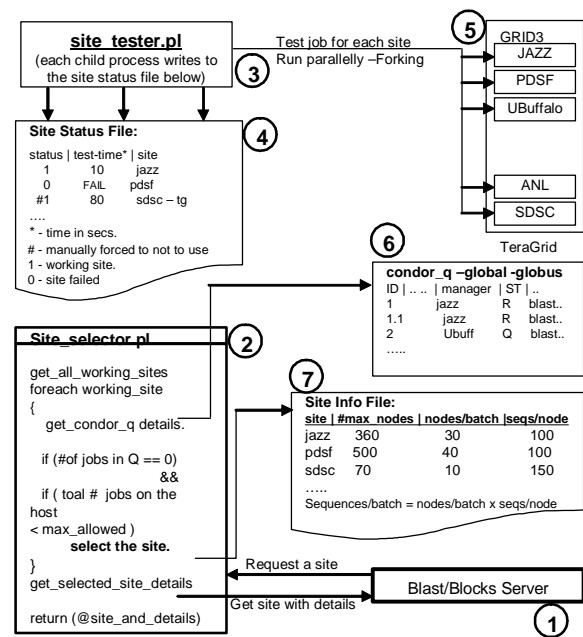 site_tester.pl
(each child process writes to
the site status file below)
3
Test job for each site
Run parallelly –Forking
5
GRID3
JAZZ
PDSF
UBuffalo
ANL
SDSC
TeraGrid
4
Site Status File:
status | test-time* | site
1 10 jazz
0 FAIL pdsf
#1 80 sdsc – tg
....
* - time in secs.
# - manually forced to not to use
1 - working site.
0 - site failed
6
condor_q –global -globus
ID | .. .. | manager | ST | ..
1 jazz R blast..
1.1 jazz R blast..
2 Ubuff Q blast..
.....
Site_selector.pl
2
get_all_working_sites
foreach working_site
{
get_condor_q details.
if (#of jobs in Q == 0)
&&
if ( toal # jobs on the
host
< max_allowed )
select the site.
}
get_selected_site_details
return (@site_and_details)
7
Site Info File:
site | #max_nodes | nodes/batch |seqs/node
jazz 360 30 100
pdsf 500 40 100
sdsc 70 10 150
.....
Sequences/batch = nodes/batch x seqs/node
Request a site
Get site with details
Blast/Blocks Server
1